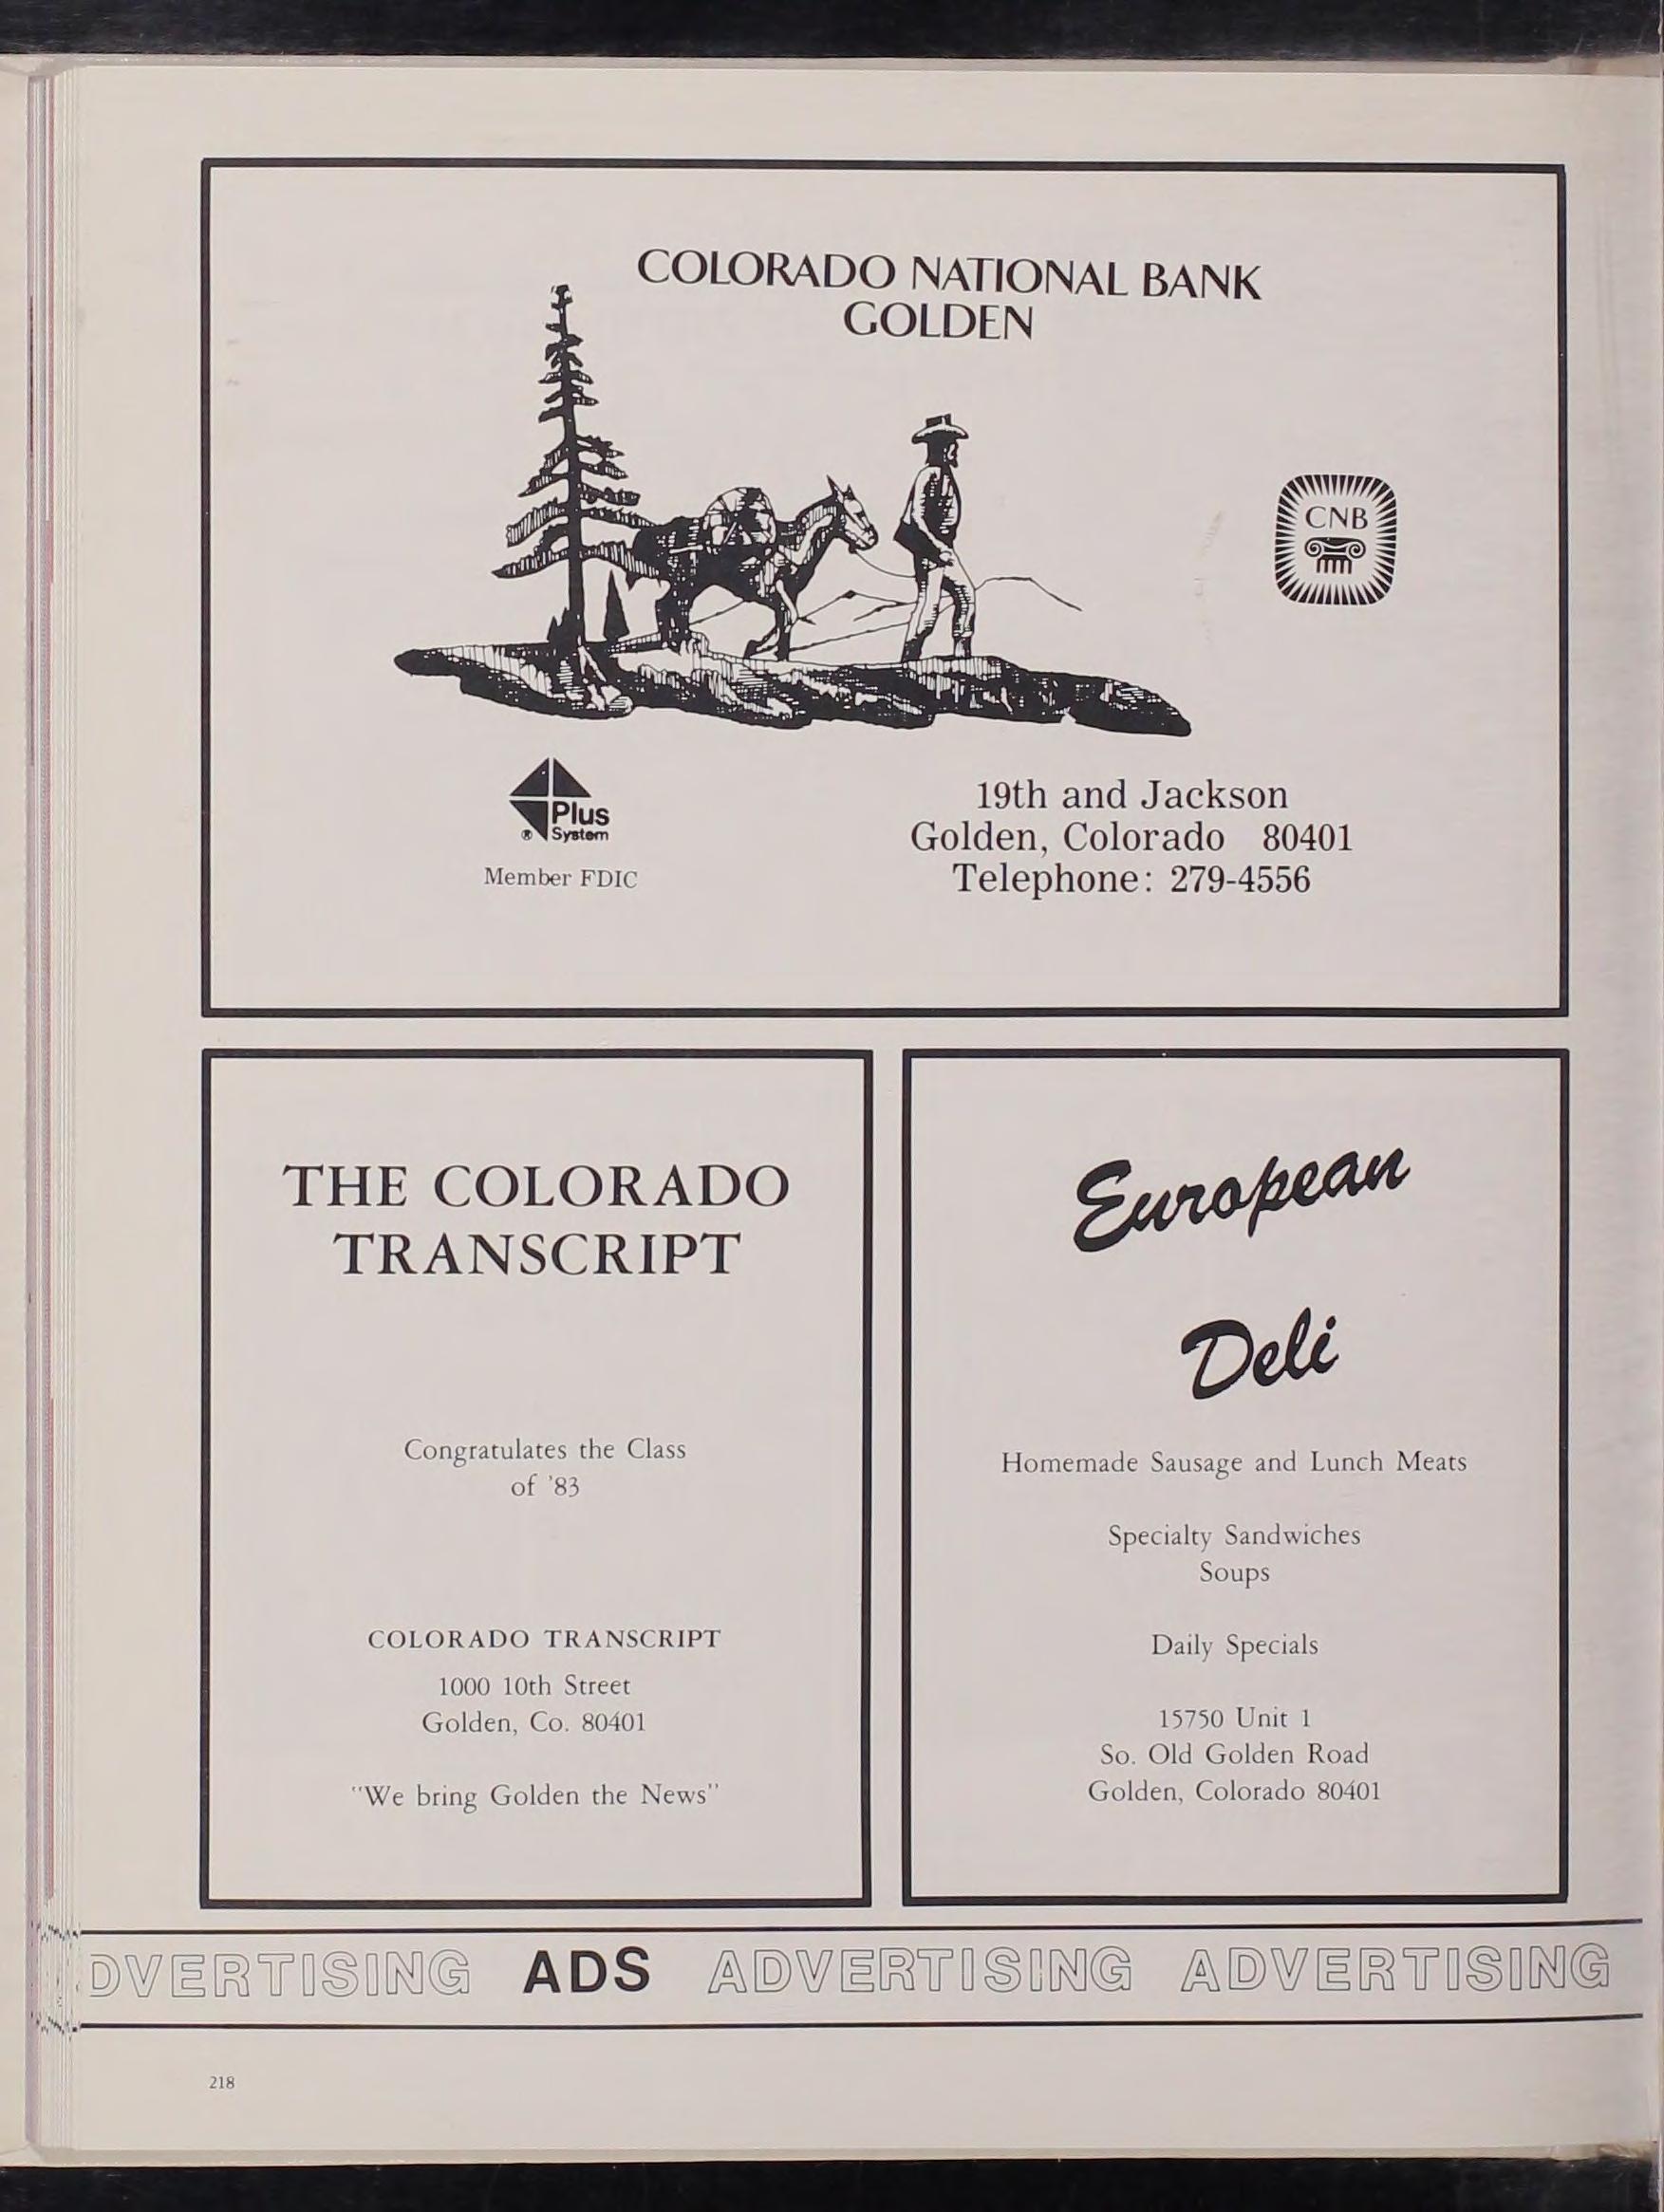 COLORADO NATIONAL BANK
GOLDEN
CNB
Plus
® System
Member FDIC
19th and Jackson
Golden, Colorado 80401
Telephone: 279-4556
THE COLORADO
TRANSCRIPT
Congratulates the Class
of '83
COLORADO TRANSCRIPT
1000 10th Street
Golden, Co. 80401
"We bring Golden the News"
European
Deli
Homemade Sausage and Lunch Meats
Specialty Sandwiches
Soups
Daily Specials
15750 Unit 1
So. Old Golden Road
Golden, Colorado 80401
DVERTISING ADS ADVERTISING ADVERTISING
218